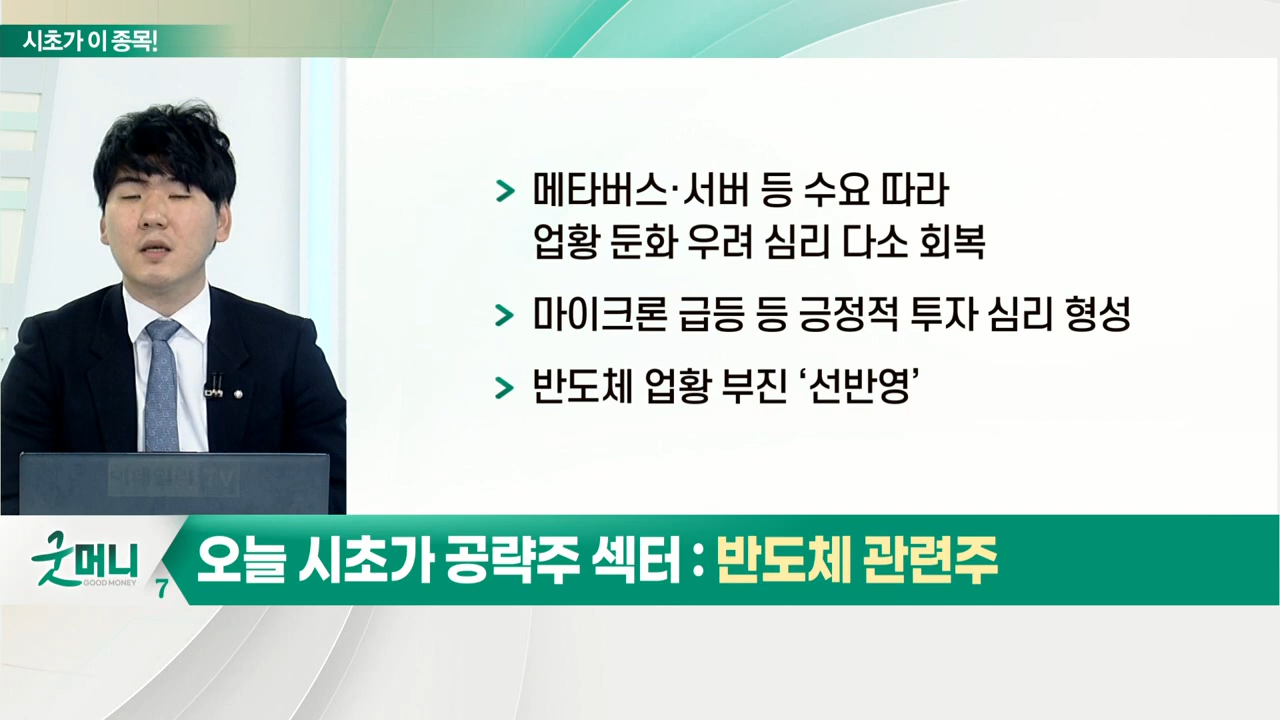 시초가 이 종목!
> 메타버스·서버 등 수요 따라
업황 둔화 우려 심리 다소 회복
> 마이크론 급등 등 긍정적 투자 심리 형성
> 반도체 업황 부진 ‘선반영’
굿머니
GOOD MONEY
7
오늘 시초가 공략주 섹터 : 반도체 관련주